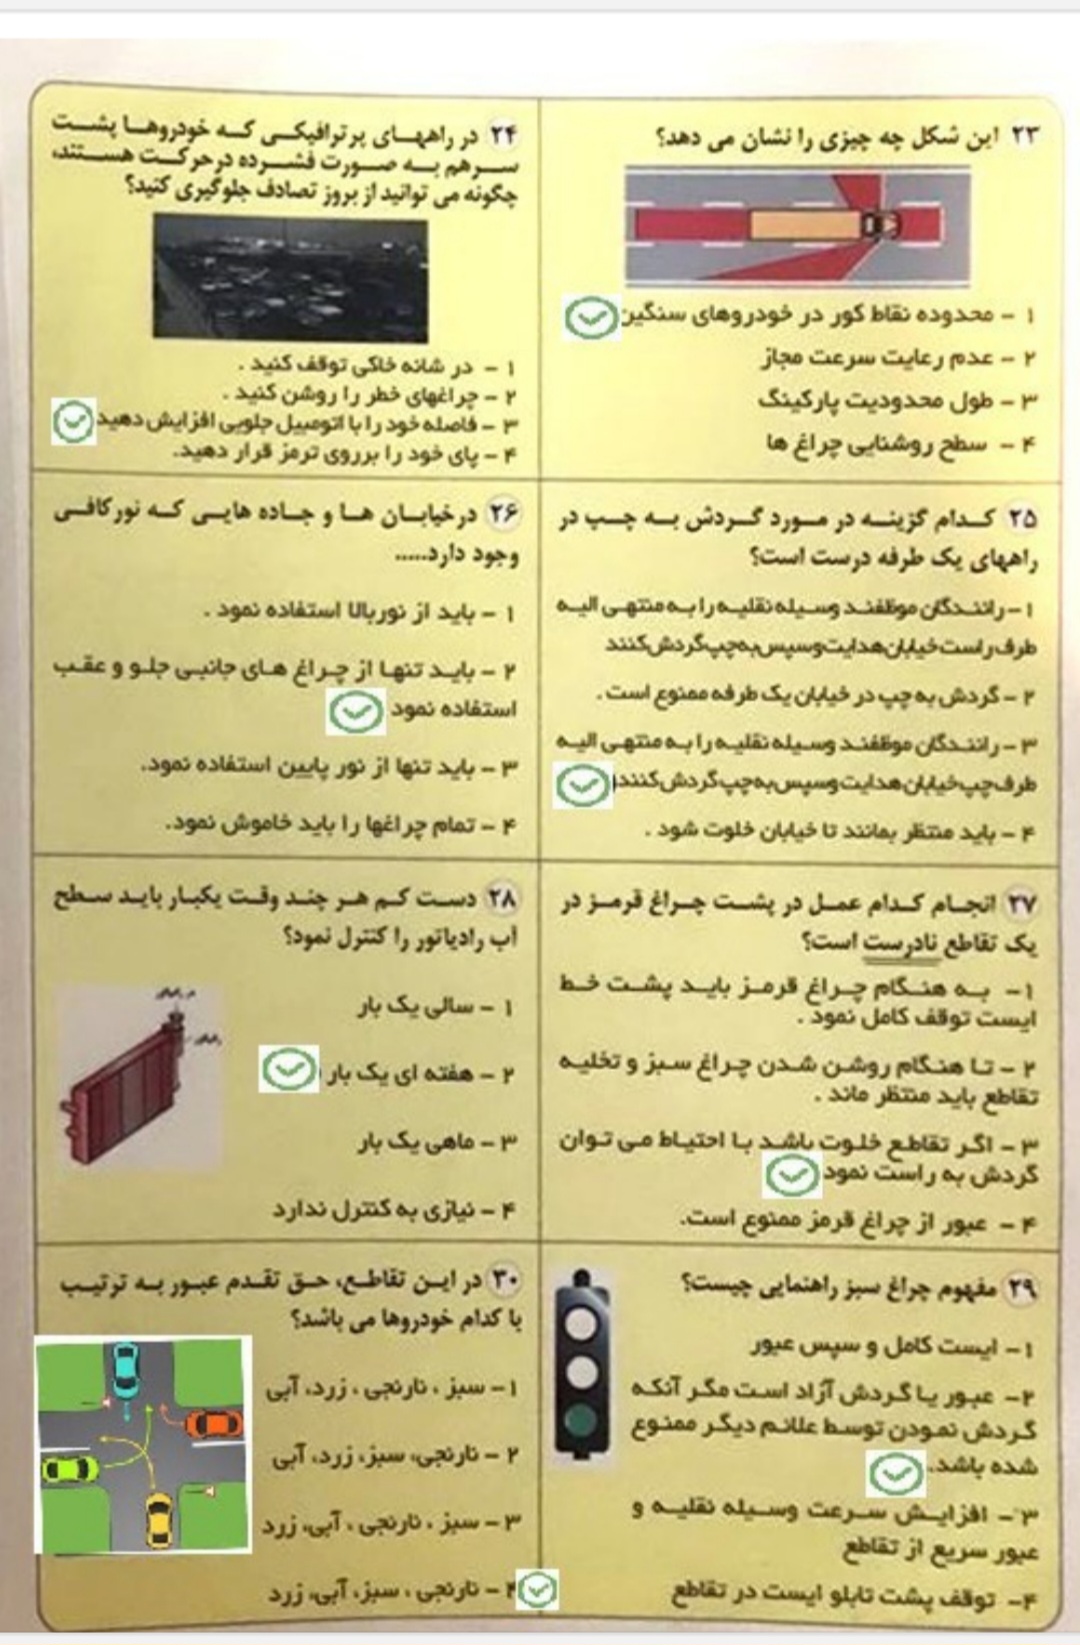 ۲۳ این شکل چه چیزی را نشان می دهد؟
۱ - محدوده نقاط کور در خودروهای سنگین
۲ - عدم رعایت سرعت مجاز
۳ - طول محدودیت پارکینگ
۴ - سطح روشنایی چراغ ها
۲۴ در راههای پرترافیکی که خودروها پشت
سرهم به صورت فشرده درحرکت هستند،
چگونه می توانید از بروز تصادف جلوگیری کنید؟
۱ - در شانه خاکی توقف کنید .
۲ - چراغهای خطر را روشن کنید .
۳ - فاصله خود را با اتومبیل جلویی افزایش دهید
۴ - پای خود را برروی ترمز قرار دهید.
۲۵ کدام گزینه در مورد گردش به چپ در
راههای یک طرفه درست است؟
۱ - رانندگان موظفند وسیله نقلیه را به منتهی الیه
طرف راست خیابان هدایت وسپس به چپ گردش کنند
۲ - گردش به چپ در خیابان یک طرفه ممنوع است .
۳ - رانندگان موظفند وسیله نقلیه را به منتهی الیه
طرف چپ خیابان هدایت وسپس به چپ گردش کنند
۴ - باید منتظر بمانند تا خیابان خلوت شود .
۲۶ درخیابان ها و جاده هایی که نورکافی
وجود دارد.....
۱ - باید از نوربالا استفاده نمود .
۲ - باید تنها از چراغ های جانبی جلو و عقب
استفاده نمود
۳ - باید تنها از نور پایین استفاده نمود.
۴ - تمام چراغها را باید خاموش نمود.
۲۷ انجام کدام عمل در پشت چراغ قرمز در
یک تقاطع نادرست است؟
۱ - به هنگام چراغ قرمز باید پشت خط
ایست توقف کامل نمود .
۲ - تا هنگام روشن شدن چراغ سبز و تخلیه
تقاطع باید منتظر ماند .
۳ - اگر تقاطع خلوت باشد با احتیاط می توان
گردش به راست نمود
۴ - عبور از چراغ قرمز ممنوع است.
۲۸ دست کم هر چند وقت یکبار باید سطح
آب رادیاتور را کنترل نمود؟
۱ - سالی یک بار
۲ - هفته ای یک بار
۳ - ماهی یک بار
۴ - نیازی به کنترل ندارد
۲۹ مفهوم چراغ سبز راهنمایی چیست؟
۱ - ایست کامل و سپس عبور
۲ - عبور یا گردش آزاد است مگر آنکه
گردش نمودن توسط علائم دیگر ممنوع
شده باشد.
۳ - افزایش سرعت وسیله نقلیه و
عبور سریع از تقاطع
۴ - توقف پشت تابلو ایست در تقاطع
۳۰ در این تقاطع، حق تقدم عبور به ترتیب
با کدام خودروها می باشد؟
۱ - سبز ، نارنجی ، زرد، آبی
۲ - نارنجی، سبز، زرد، آبی
۳ - سبز ، نارنجی ، آبی، زرد
۴ - نارنجی ، سبز، آبی، زرد